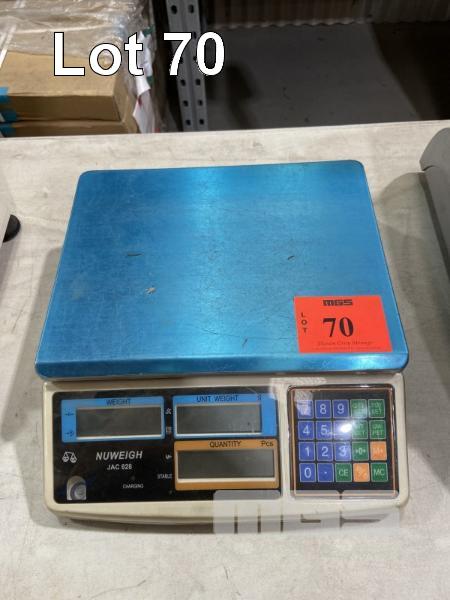 Lot 70
MGS
LOT
70
WEIGHT
UNIT WEIGHT g
QUANTITY Pcs
NUWEIGH
JAC 028
CHARGING
STABLE
7 8 9
4 5
1 2 3
0 . CE MC
MGS